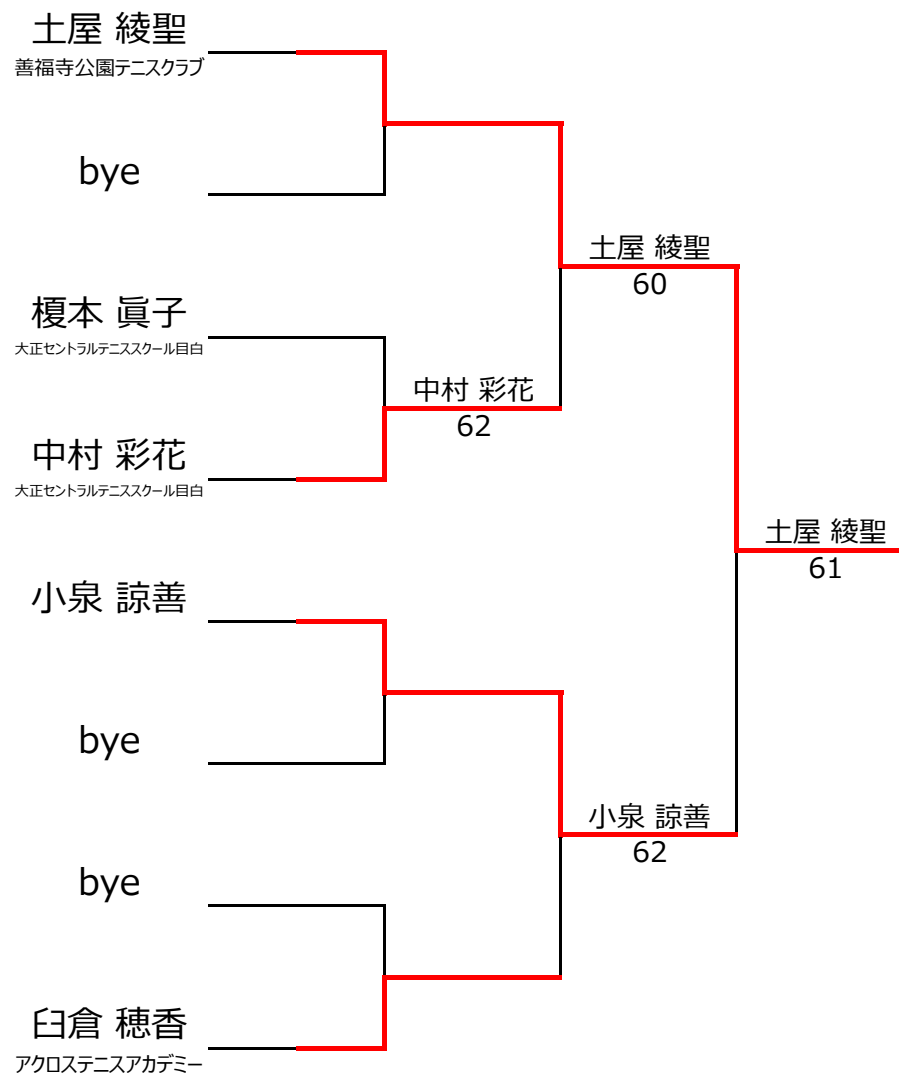 土屋 綾聖
善福寺公園テニスクラブ
bye
土屋 綾聖
60
榎本 眞子
大正セントラルテニススクール目白
中村 彩花
62
中村 彩花
大正セントラルテニススクール目白
土屋 綾聖
61
小泉 諒善
bye
小泉 諒善
62
bye
臼倉 穂香
アクロステニスアカデミー